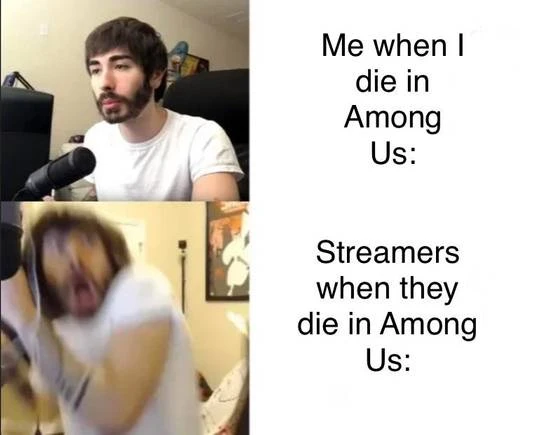 Me when I
die in
Among
Us:
Streamers
when they
die in Among
Us: